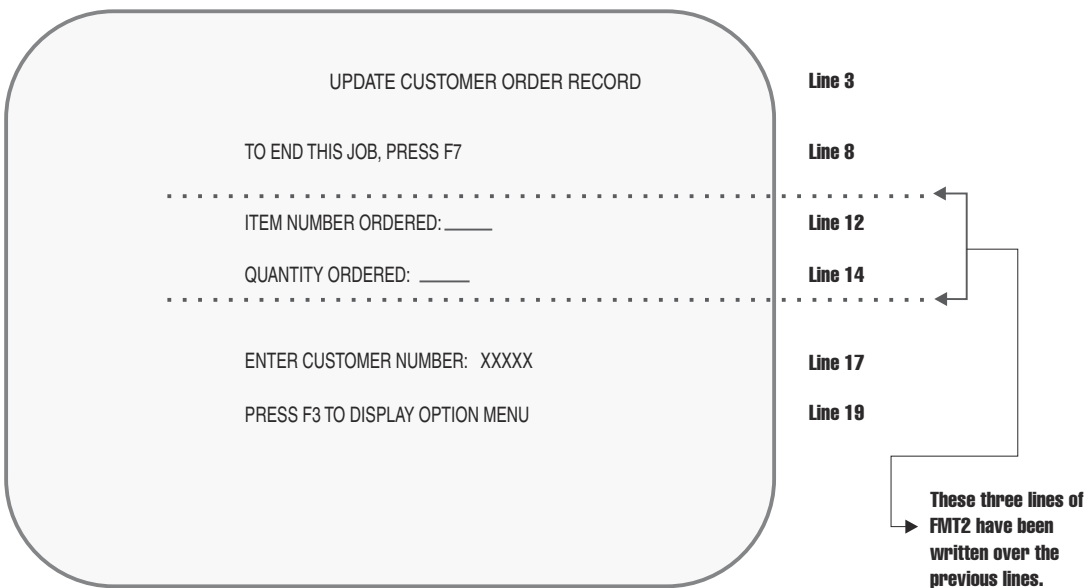 UPDATE CUSTOMER ORDER RECORD Line 3
TO END THIS JOB, PRESS F7 Line 8
ITEM NUMBER ORDERED: _____ Line 12
QUANTITY ORDERED: _____ Line 14
ENTER CUSTOMER NUMBER: XXXXX Line 17
PRESS F3 TO DISPLAY OPTION MENU Line 19
These three lines of
FMT2 have been
written over the
previous lines.